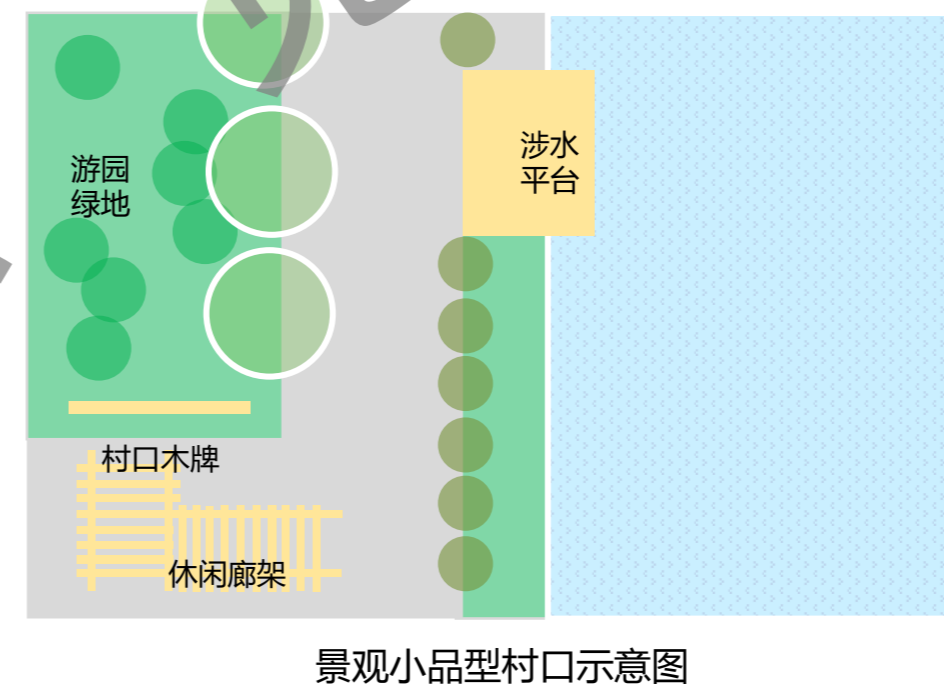 游园
绿地
涉水
平台
村口木牌
休闲廊架
景观小品型村口示意图